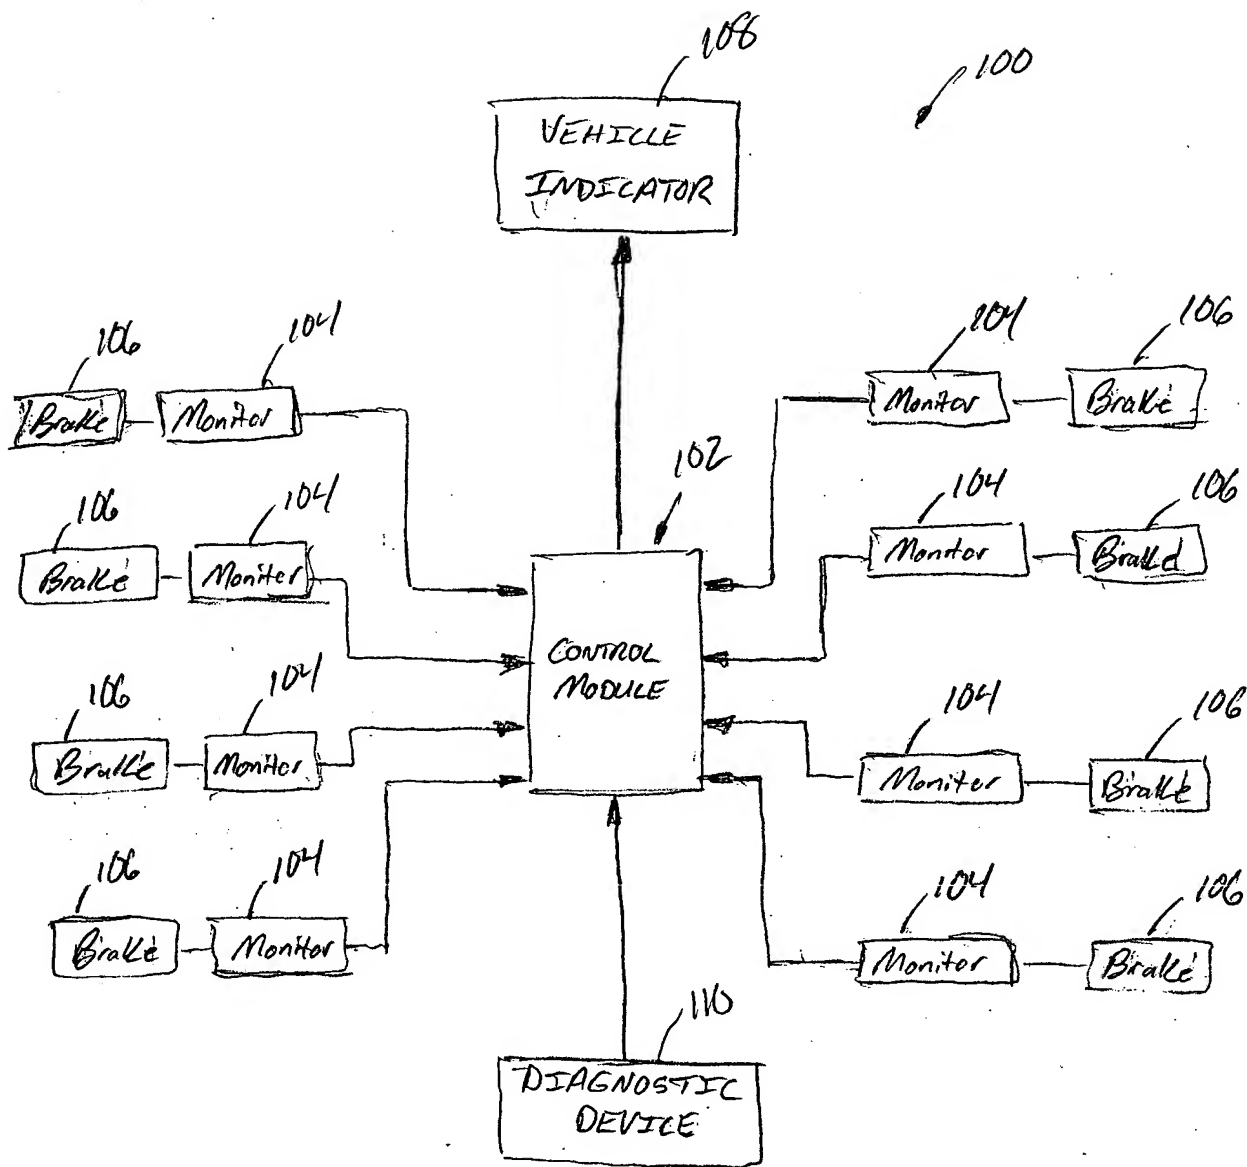 108
100
VEHICLE
INDICATOR
106
104
104
106
Brake
Monitor
Monitor
Brake
102
106
104
104
106
Brake
Monitor
Monitor
Brake
CONTROL
MODULE
106
104
104
106
Brake
Monitor
Monitor
Brake
106
104
104
106
Brake
Monitor
Monitor
Brake
110
DIAGNOSTIC
DEVICE